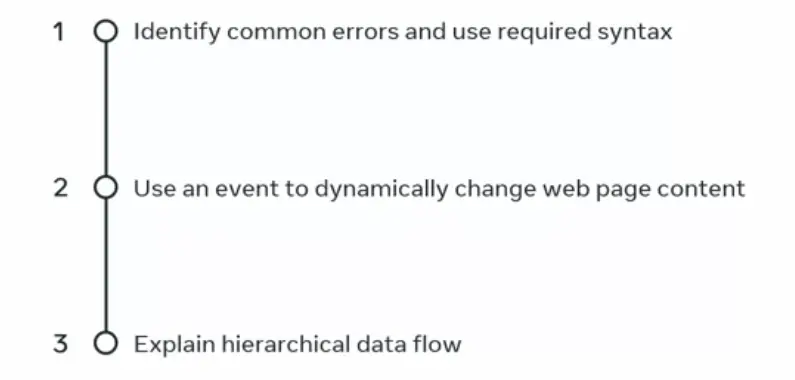 1 Identify common errors and use required syntax
2 Use an event to dynamically change web page content
3 Explain hierarchical data flow